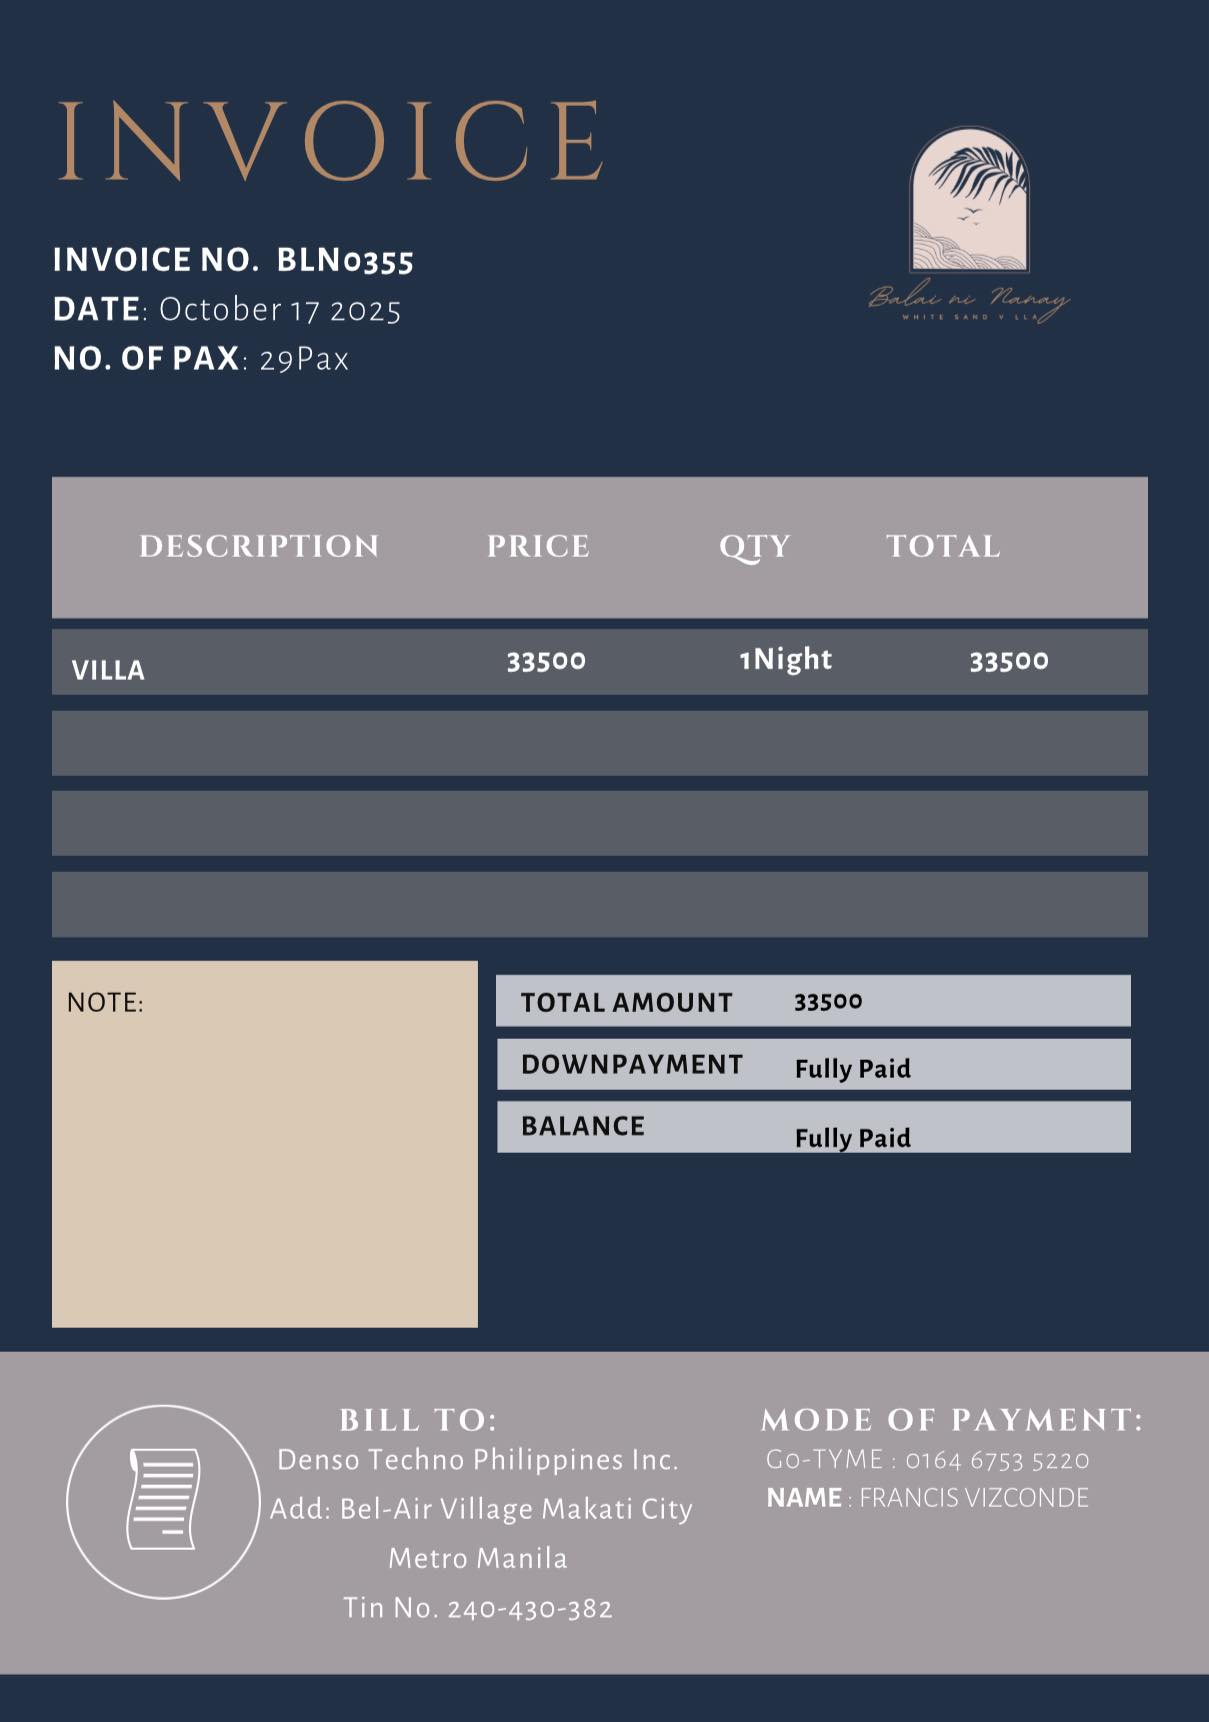 INVOICE
INVOICE NO. BLN0355
DATE: October 17 2025
NO. OF PAX: 29Pax
Balai ni Nanay
WHITE SAND V LLA
DESCRIPTION PRICE QTY TOTAL
VILLA 33500 1Night 33500
NOTE:
TOTAL AMOUNT 33500
DOWNPAYMENT Fully Paid
BALANCE Fully Paid
BILL TO:
Denso Techno Philippines Inc.
Add: Bel-Air Village Makati City
Metro Manila
Tin No. 240-430-382
MODE OF PAYMENT:
GO-TYME : 0164 6753 5220
NAME : FRANCIS VIZCONDE